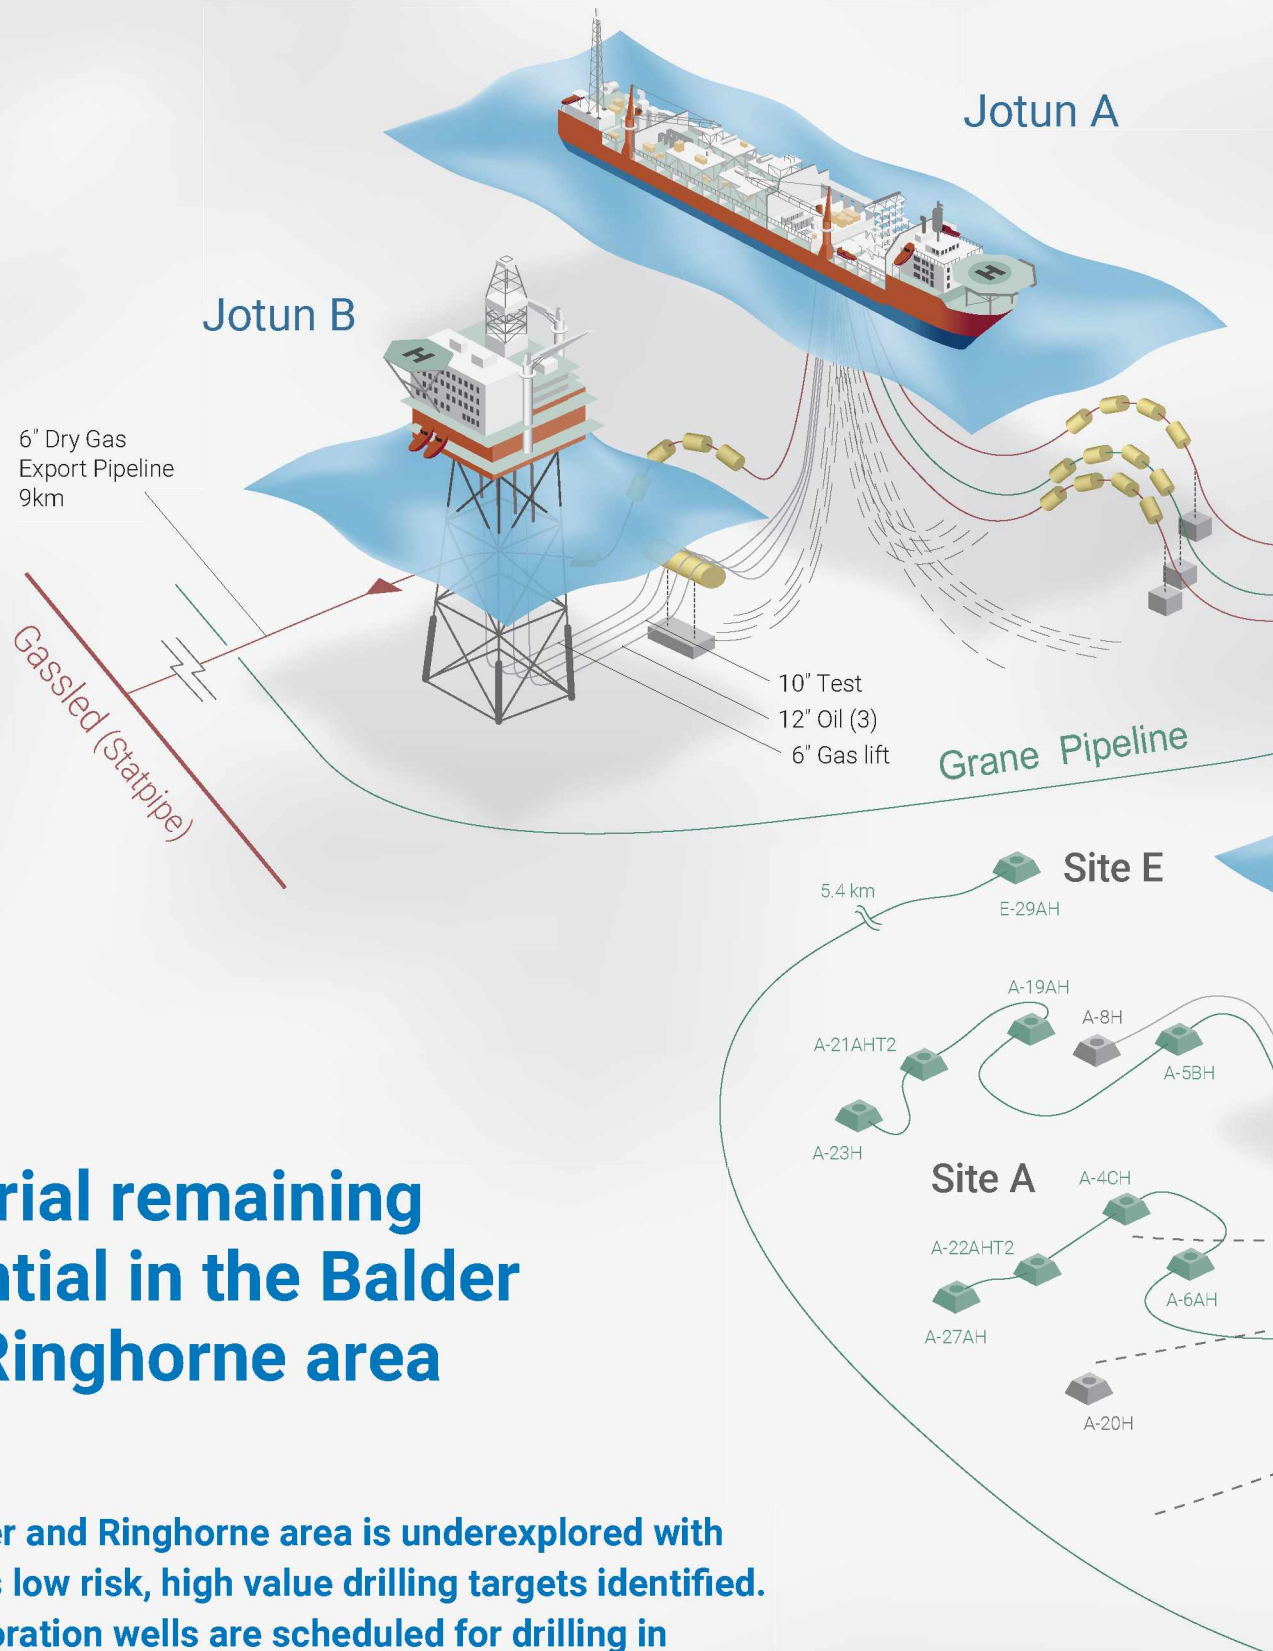 Jotun A
Jotun B
6" Dry Gas
Export Pipeline
9km
Gassled (Statpipe)
10" Test
12" Oil (3)
6" Gas lift
Grane Pipeline
5.4 km
Site E
E-29AH
A-19AH
A-8H
A-21AHT2
A-5BH
A-23H
Site A
A-4CH
A-22AHT2
A-6AH
A-27AH
A-20H
rial remaining
ntial in the Balder
Ringhorne area
er and Ringhorne area is underexplored with
s low risk, high value drilling targets identified.
oration wells are scheduled for drilling in
H
H